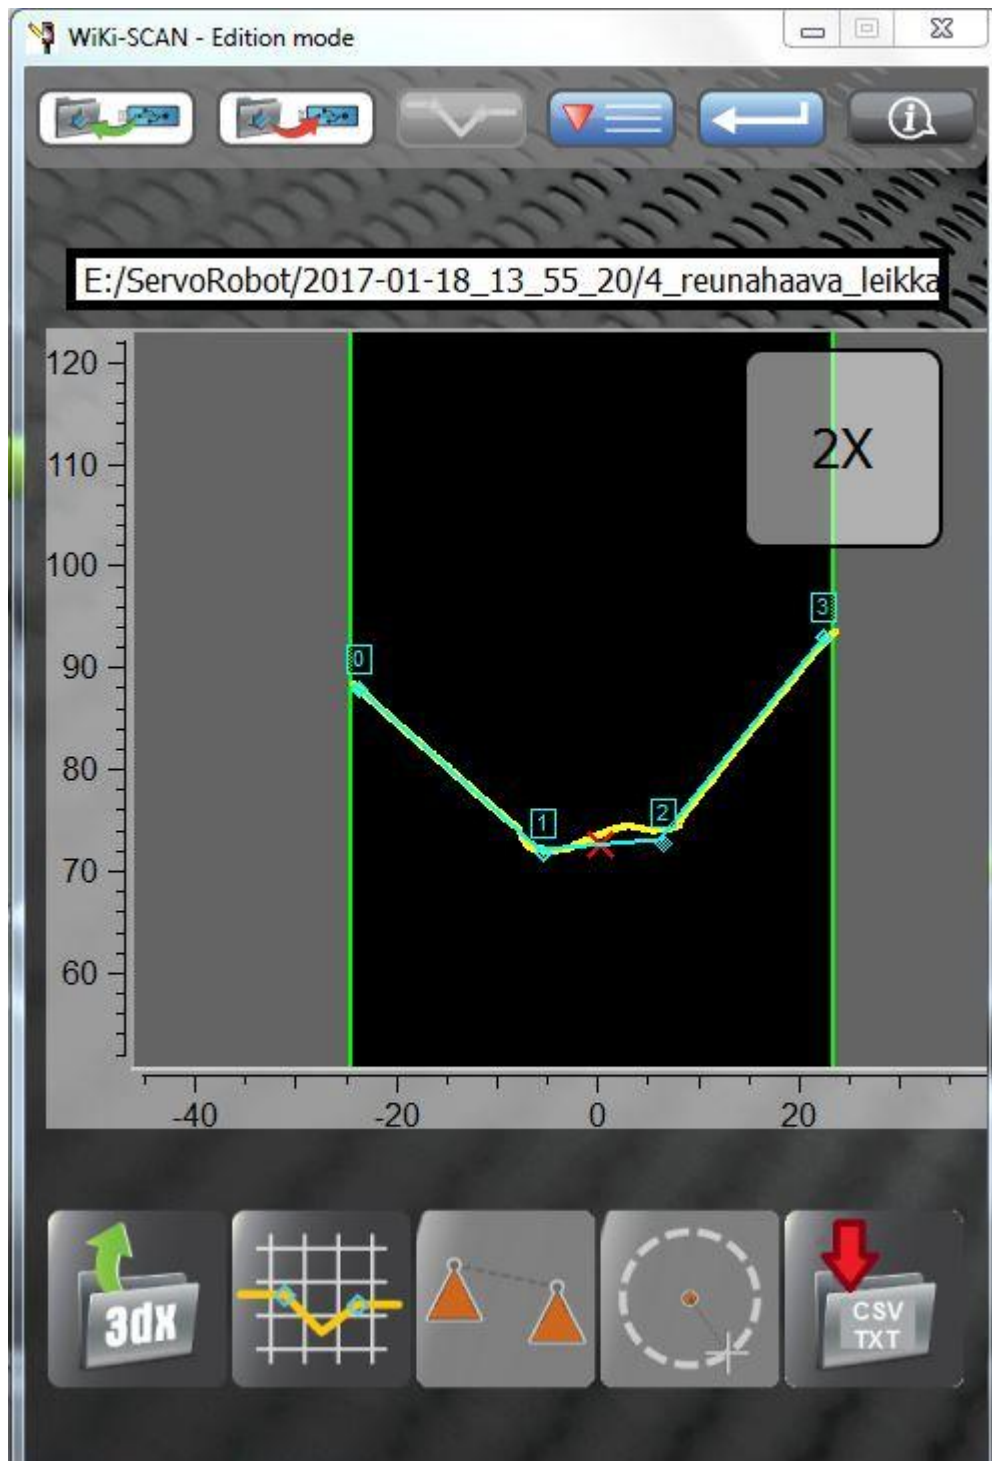 WiKi-SCAN - Edition mode
E:/ServoRobot/2017-01-18_13_55_20/4_reunahaava_leikka
120
2X
110
100
3
0
90
80
1
2
70
60
-40
-20
0
20
3dx
CSV
TXT